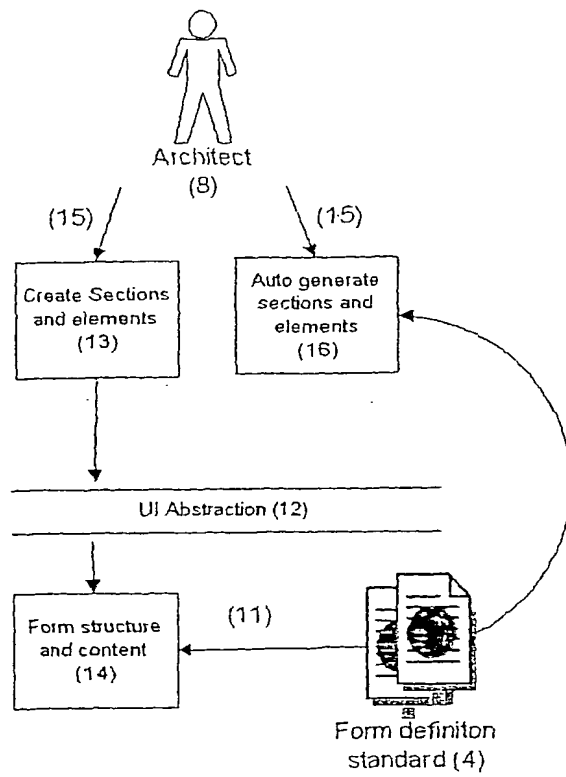 Architect
(8)
(15)
(15)
Create Sections
and elements
(13)
Auto generate
sections and
elements
(16)
UI Abstraction (12)
Form structure
and content
(14)
(11)
Form definiton
standard (4)